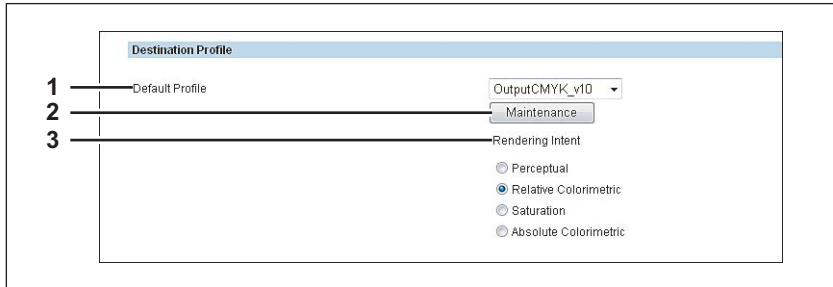 Destination Profile
1 Default Profile OutputCMYK_v10
2 Maintenance
3 Rendering Intent
Perceptual
Relative Colorimetric
Saturation
Absolute Colorimetric